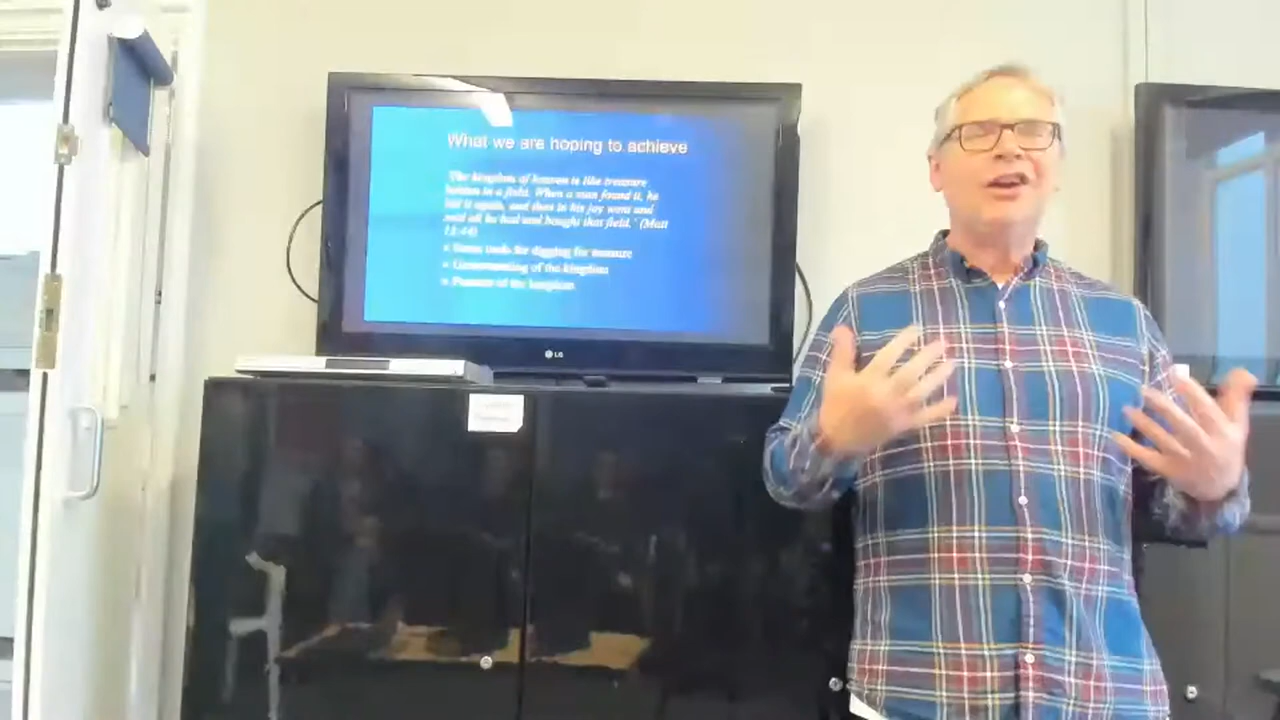 What we are hoping to achieve
'The kingdom of heaven is like treasure
hidden in a field. When a man found it, he
hid it again, and then in his joy went and
sold all he had and bought that field.' (Matt
13:44)
• Some tools for digging for treasure
• of the kingdom
• of the kingdom
LG